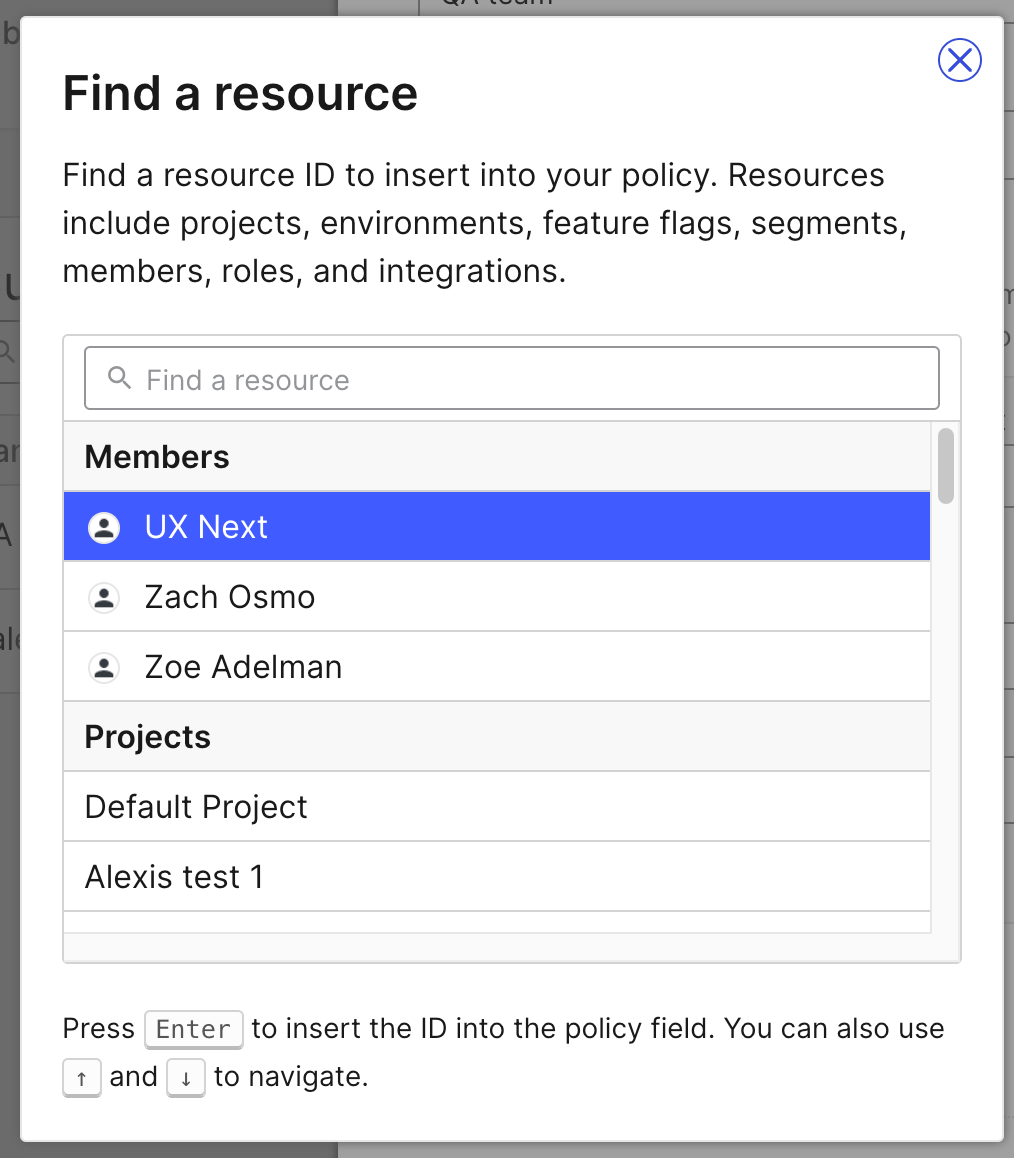 QA team
Find a resource
Find a resource ID to insert into your policy. Resources
include projects, environments, feature flags, segments,
members, roles, and integrations.
Find a resource
Members
UX Next
Zach Osmo
Zoe Adelman
Projects
Default Project
Alexis test 1
Press Enter to insert the ID into the policy field. You can also use
↑ and ↓ to navigate.